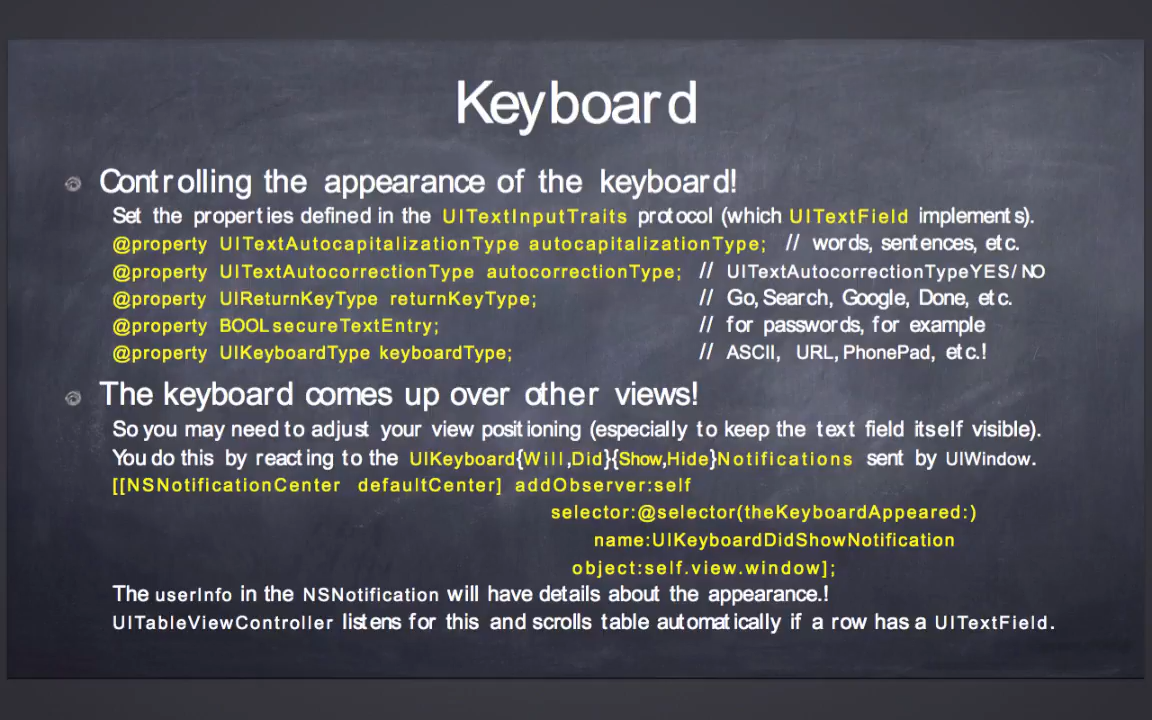 Keyboard
Controlling the appearance of the keyboard!
Set the properties defined in the UITextInputTraits protocol (which UITextField implements).
@property UITextAutocapitalizationType autocapitalizationType; // words, sentences, etc.
@property UITextAutocorrectionType autocorrectionType; // UITextAutocorrectionTypeYES/NO
@property UIReturnKeyType returnKeyType; // Go, Search, Google, Done, etc.
@property BOOL secureTextEntry; // for passwords, for example
@property UIKeyboardType keyboardType; // ASCII, URL, PhonePad, etc.!
The keyboard comes up over other views!
So you may need to adjust your view positioning (especially to keep the text field itself visible).
You do this by reacting to the UIKeyboard{Will,Did}{Show,Hide}Notifications sent by UIWindow.
[[NSNotificationCenter defaultCenter] addObserver:self
selector:@selector(theKeyboardAppeared:)
name:UIKeyboardDidShowNotification
object:self.view.window];
The userInfo in the NSNotification will have details about the appearance.!
UITableViewController listens for this and scrolls table automatically if a row has a UITextField.